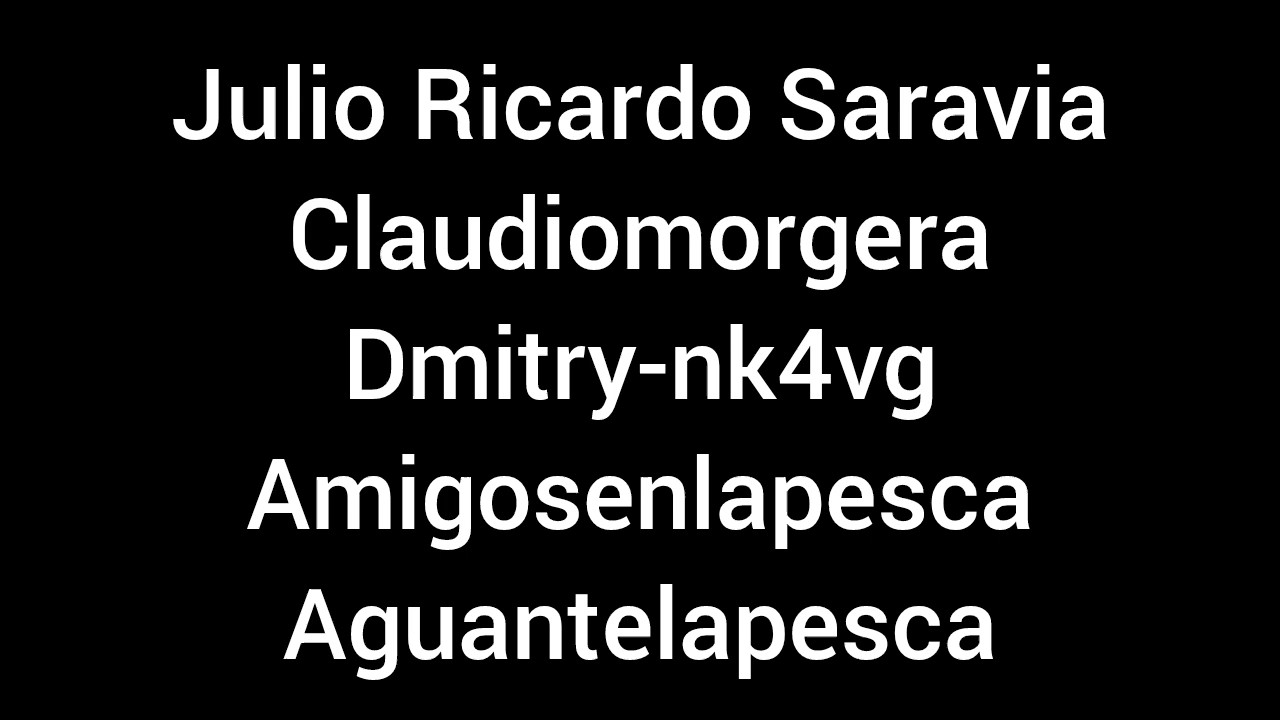 Julio Ricardo Saravia
Claudiomorgera
Dmitry-nk4vg
Amigosenlapesca
Aguantelapesca